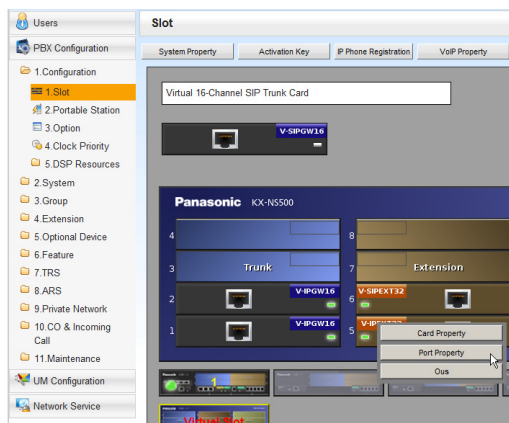 Users
PBX Configuration
1.Configuration
1.Slot
2.Portable Station
3.Option
4.Clock Priority
5.DSP Resources
2.System
3.Group
4.Extension
5.Optional Device
6.Feature
7.TRS
8.ARS
9.Private Network
10.CO & Incoming
Call
11.Maintenance
UM Configuration
Network Service
Slot
System Property Activation Key IP Phone Registration VoIP Property
Virtual 16-Channel SIP Trunk Card
V-SIPGW16
Panasonic KX-NS500
4 8
3 Trunk 7 Extension
2 V-IPGW16 6 V-SIPEXT32
1 V-IPGW16 5
Card Property
Port Property
Ous
1
Virtual Slot